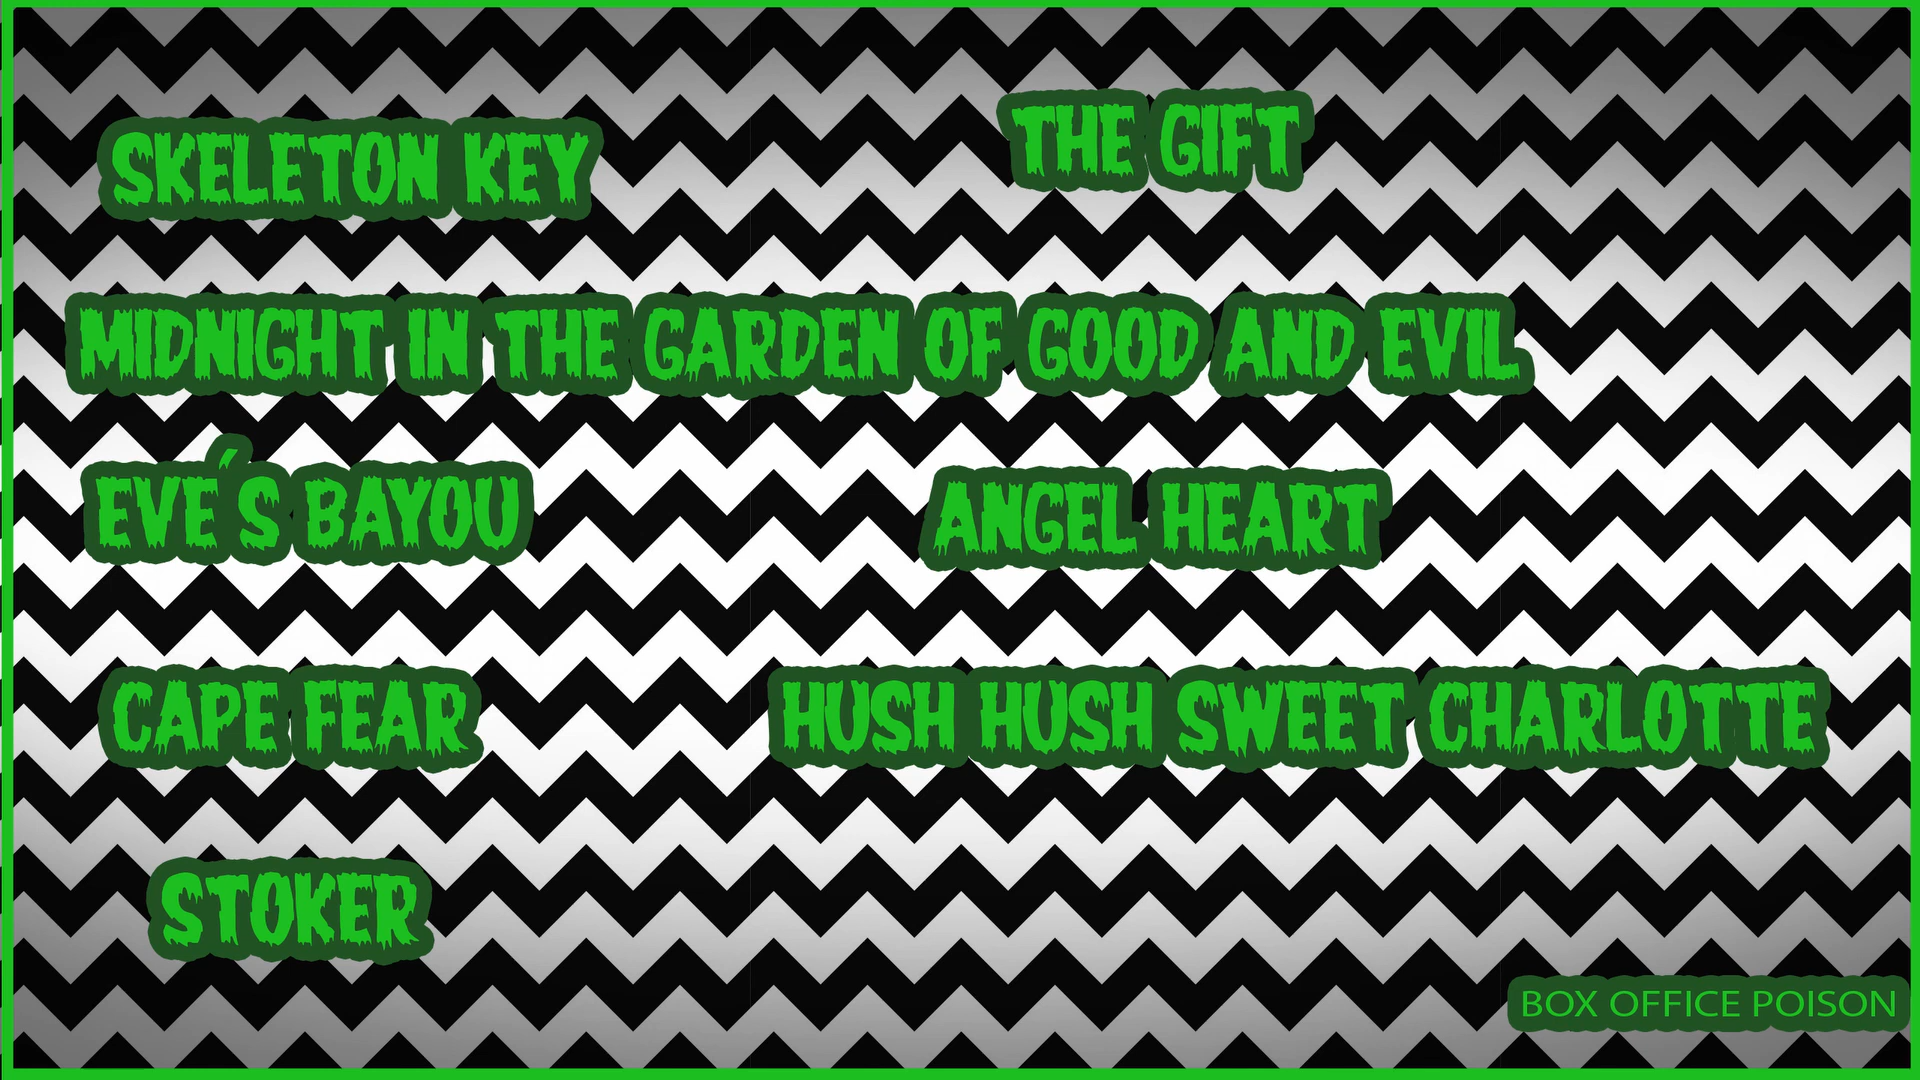 SKELETON KEY
THE GIFT
MIDNIGHT IN THE GARDEN OF GOOD AND EVIL
EVE´S BAYOU
ANGEL HEART
CAPE FEAR
HUSH HUSH SWEET CHARLOTTE
STOKER
BOX OFFICE POISON